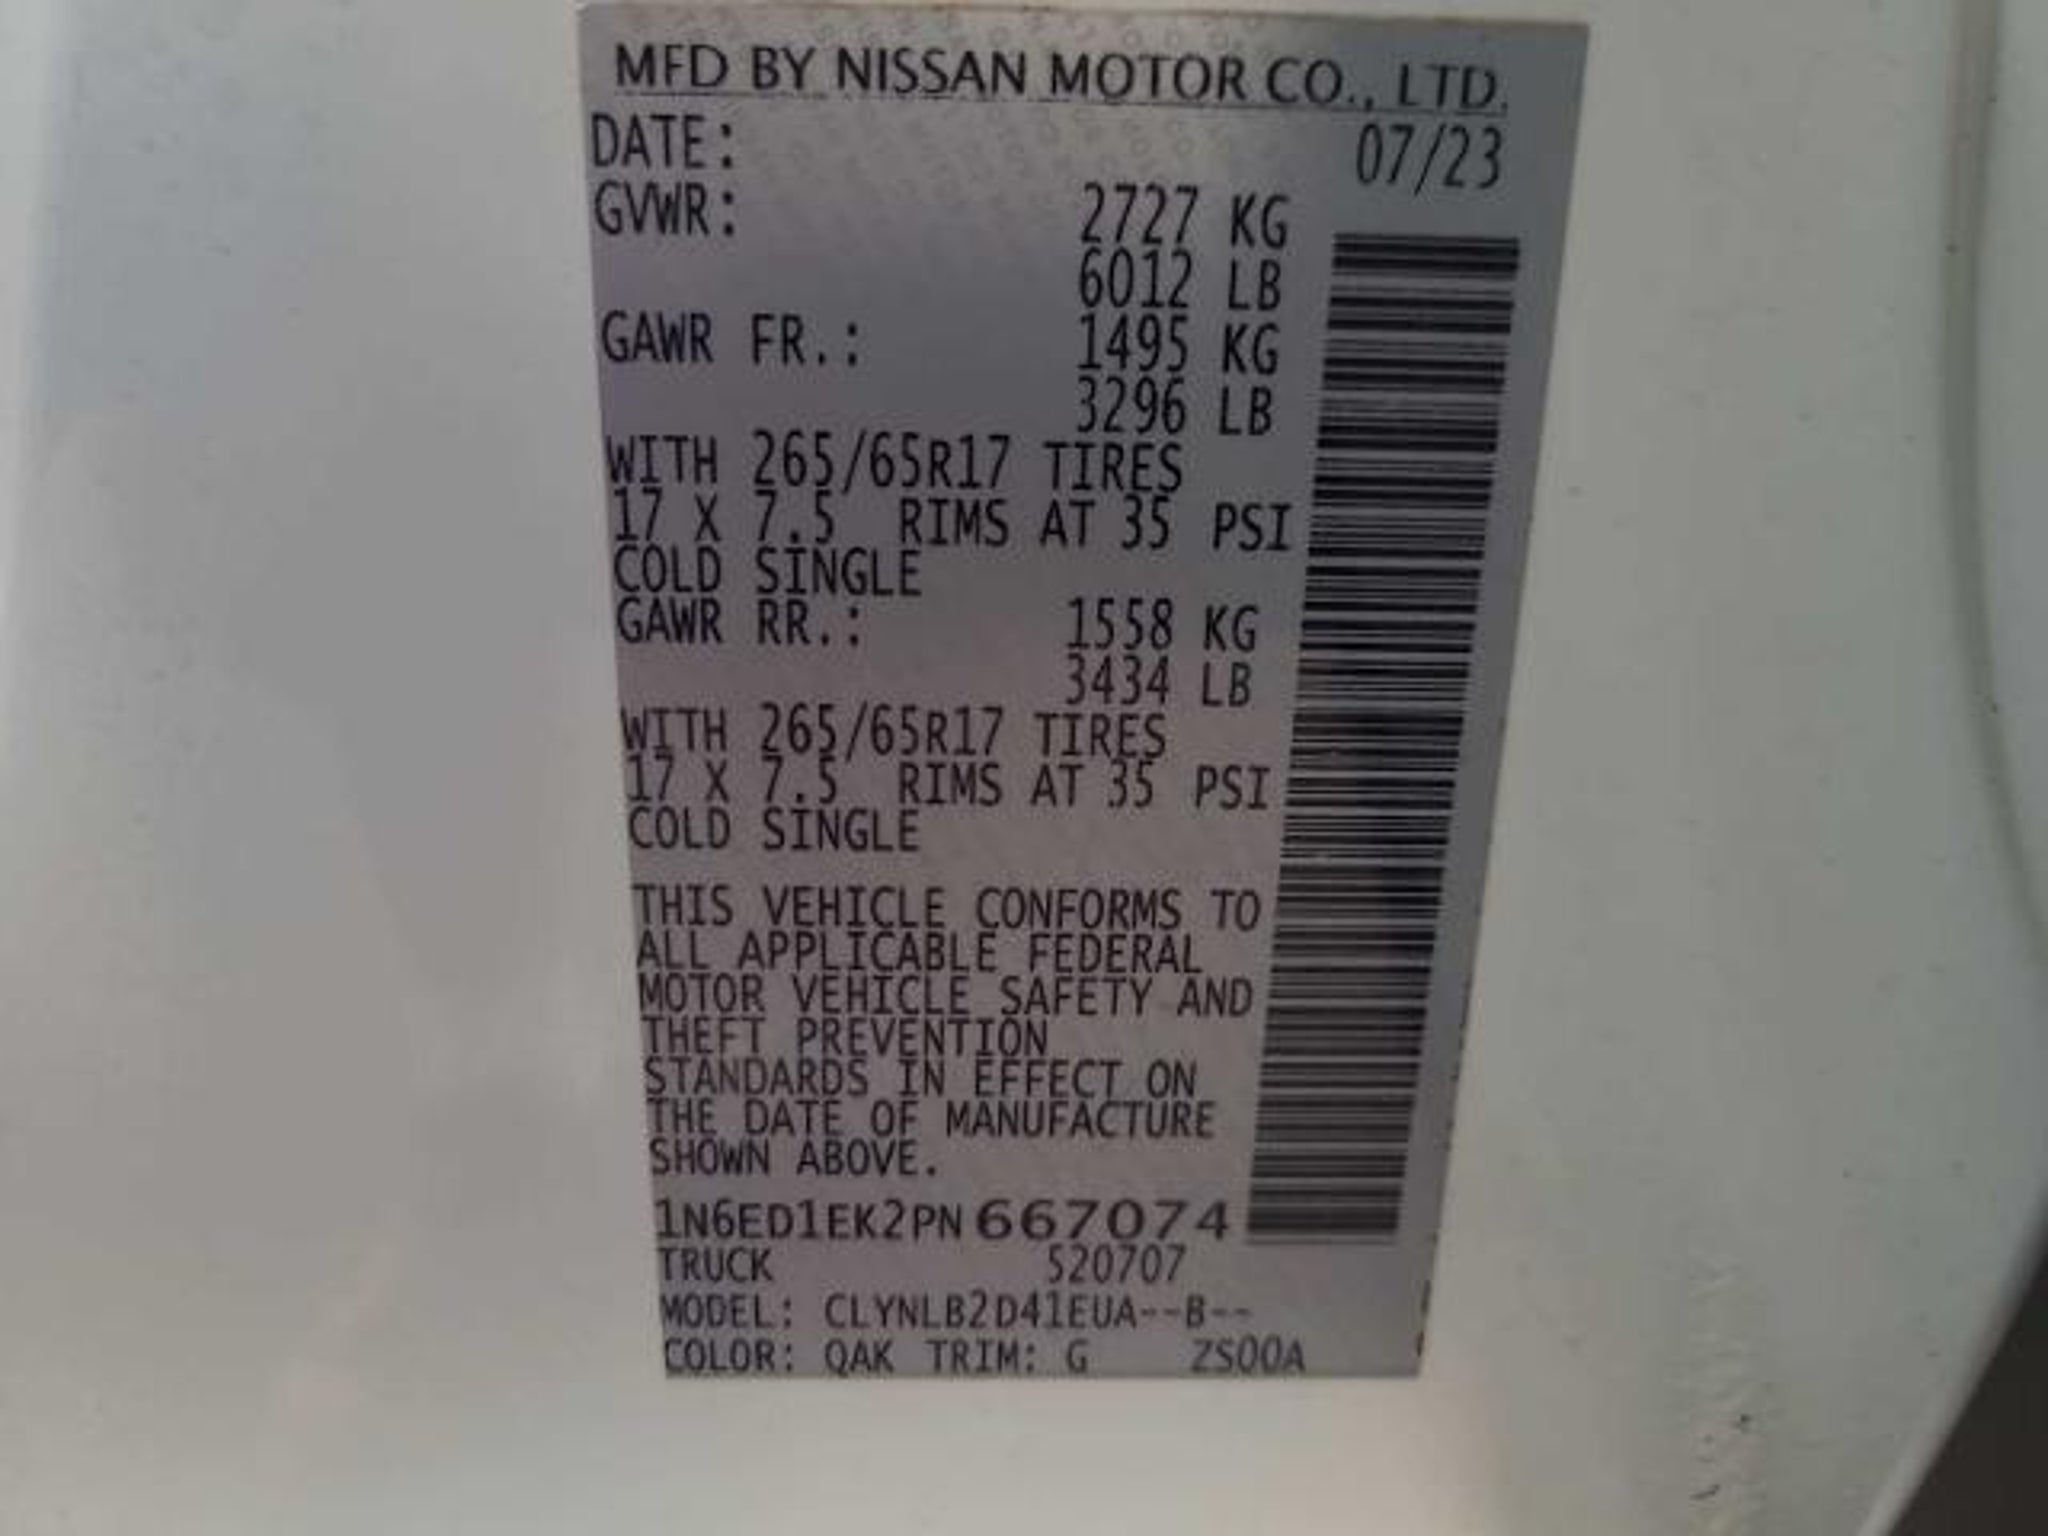 MFD BY NISSAN MOTOR CO., LTD.
DATE: 07/23
GVWR: 2727 KG
6012 LB
GAWR FR.: 1495 KG
3296 LB
WITH 265/65R17 TIRES
17 X 7.5 RIMS AT 35 PSI
COLD SINGLE
GAWR RR.: 1558 KG
3434 LB
WITH 265/65R17 TIRES
17 X 7.5 RIMS AT 35 PSI
COLD SINGLE
THIS VEHICLE CONFORMS TO
ALL APPLICABLE FEDERAL
MOTOR VEHICLE SAFETY AND
THEFT PREVENTION
STANDARDS IN EFFECT ON
THE DATE OF MANUFACTURE
SHOWN ABOVE.
1N6ED1EK2PN667074
TRUCK 520707
MODEL: CLYNLB2D41EUA--B--
COLOR: QAK TRIM: G ZS00A